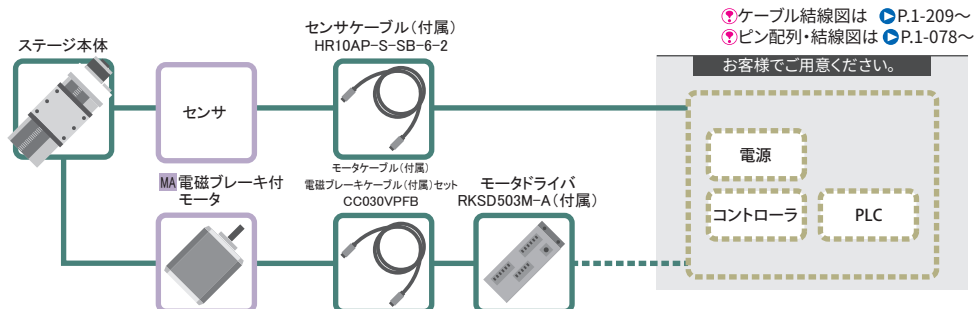 ケーブル結線図は P.1-209〜
ピン配列・結線図は P.1-078〜
お客様でご用意ください。
ステージ本体
センサ
センサケーブル(付属)
HR10AP-S-SB-6-2
MA電磁ブレーキ付
モータ
モータケーブル(付属)
電磁ブレーキケーブル(付属)セット
CC030VPFB
モータドライバ
RKSD503M-A(付属)
電源
コントローラ
PLC